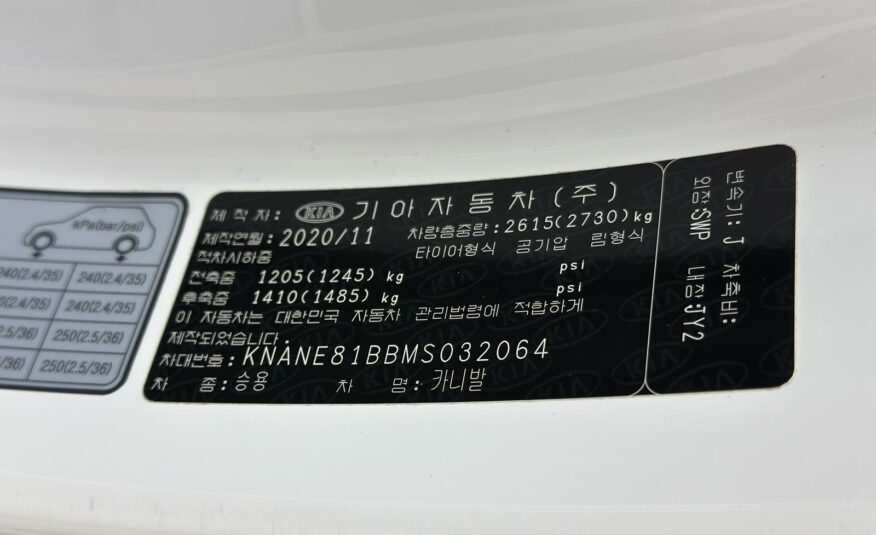 kPa(bar/psi)
240(2.4/35) 240(2.4/35)
240(2.4/35)
250(2.5/36)
250(2.5/36)
제 작 자: KIA 기아자동차(주)
제작연월: 2020/11 차량총중량: 2615(2730)kg
적차시하중 타이어형식 공기압 림형식
전축중 1205(1245) kg psi
후축중 1410(1485) kg psi
이 자동차는 대한민국 자동차 관리법령에 적합하게
제작되었습니다.
차대번호: KNANE81BBMS032064
차 종: 승용 차 명: 카니발
변속기: J 차축비:
외장:SWP 내장:JY2